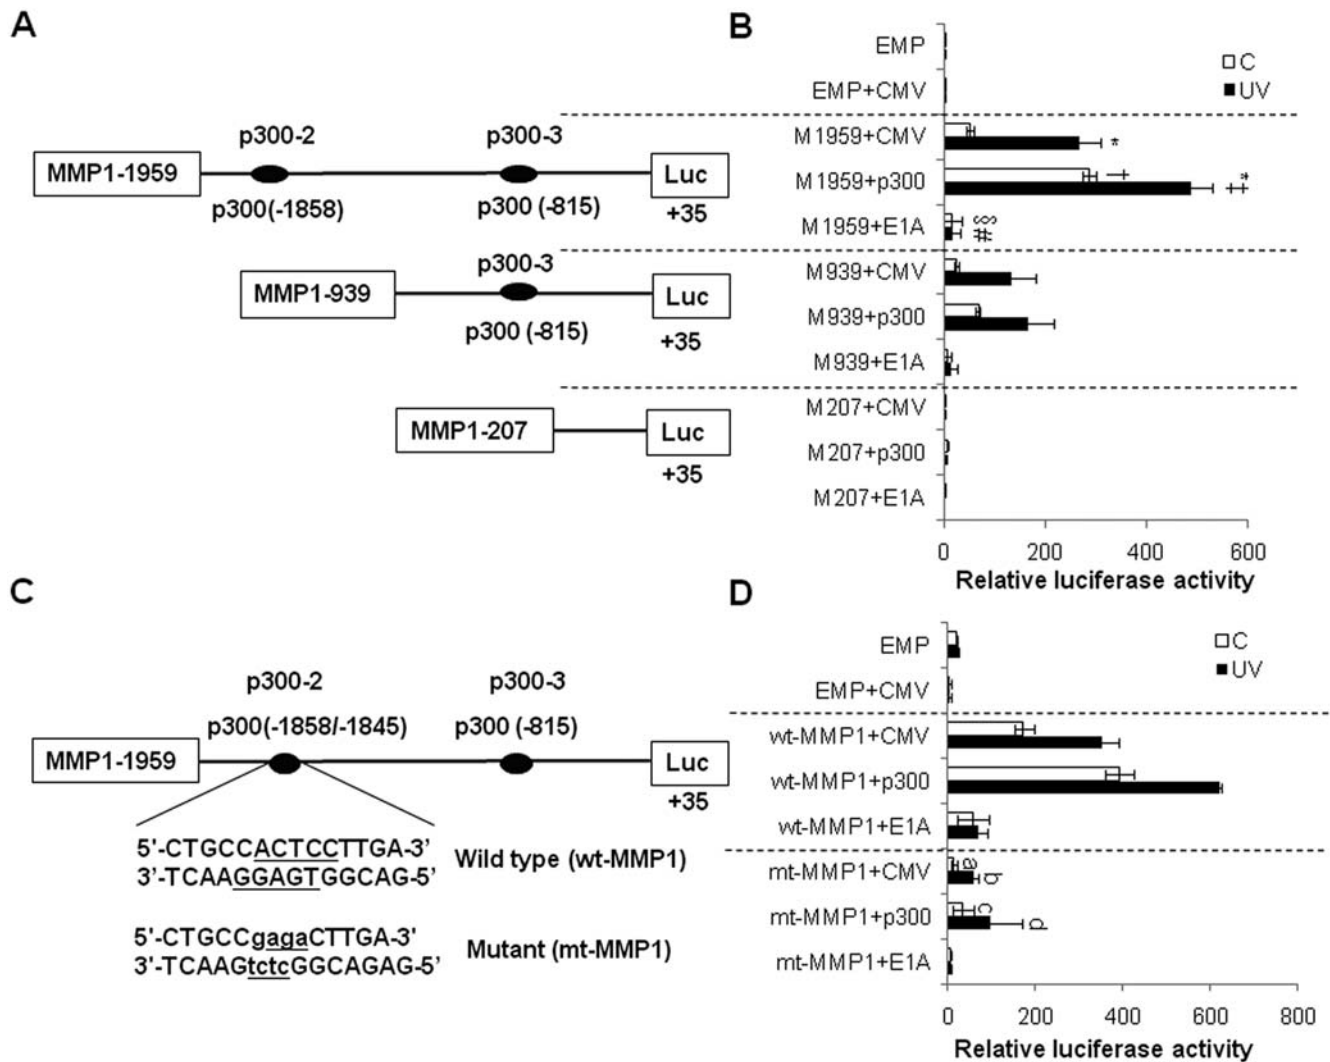 A
p300-2
p300-3
MMP1-1959
Luc
p300(-1858)
p300 (-815)
+35
p300-3
MMP1-939
Luc
p300 (-815)
+35
MMP1-207
Luc
+35
B
C
UV
EMP
EMP+CMV
M1959+CMV
*
M1959+p300
† *
‡
M1959+E1A
§
#
M939+CMV
M939+p300
M939+E1A
M207+CMV
M207+p300
M207+E1A
0 200 400 600
Relative luciferase activity
C
p300-2
p300-3
p300(-1858/-1845)
p300 (-815)
MMP1-1959
Luc
+35
5'-CTGCCACTCCTTGA-3'
Wild type (wt-MMP1)
3'-TCAAGGAGTGGCAG-5'
5'-CTGCCgagaCTTGA-3'
Mutant (mt-MMP1)
3'-TCAAGtctcGGCAGAG-5'
D
C
UV
EMP
EMP+CMV
wt-MMP1+CMV
wt-MMP1+p300
wt-MMP1+E1A
mt-MMP1+CMV
a
b
mt-MMP1+p300
c
d
mt-MMP1+E1A
0 200 400 600 800
Relative luciferase activity